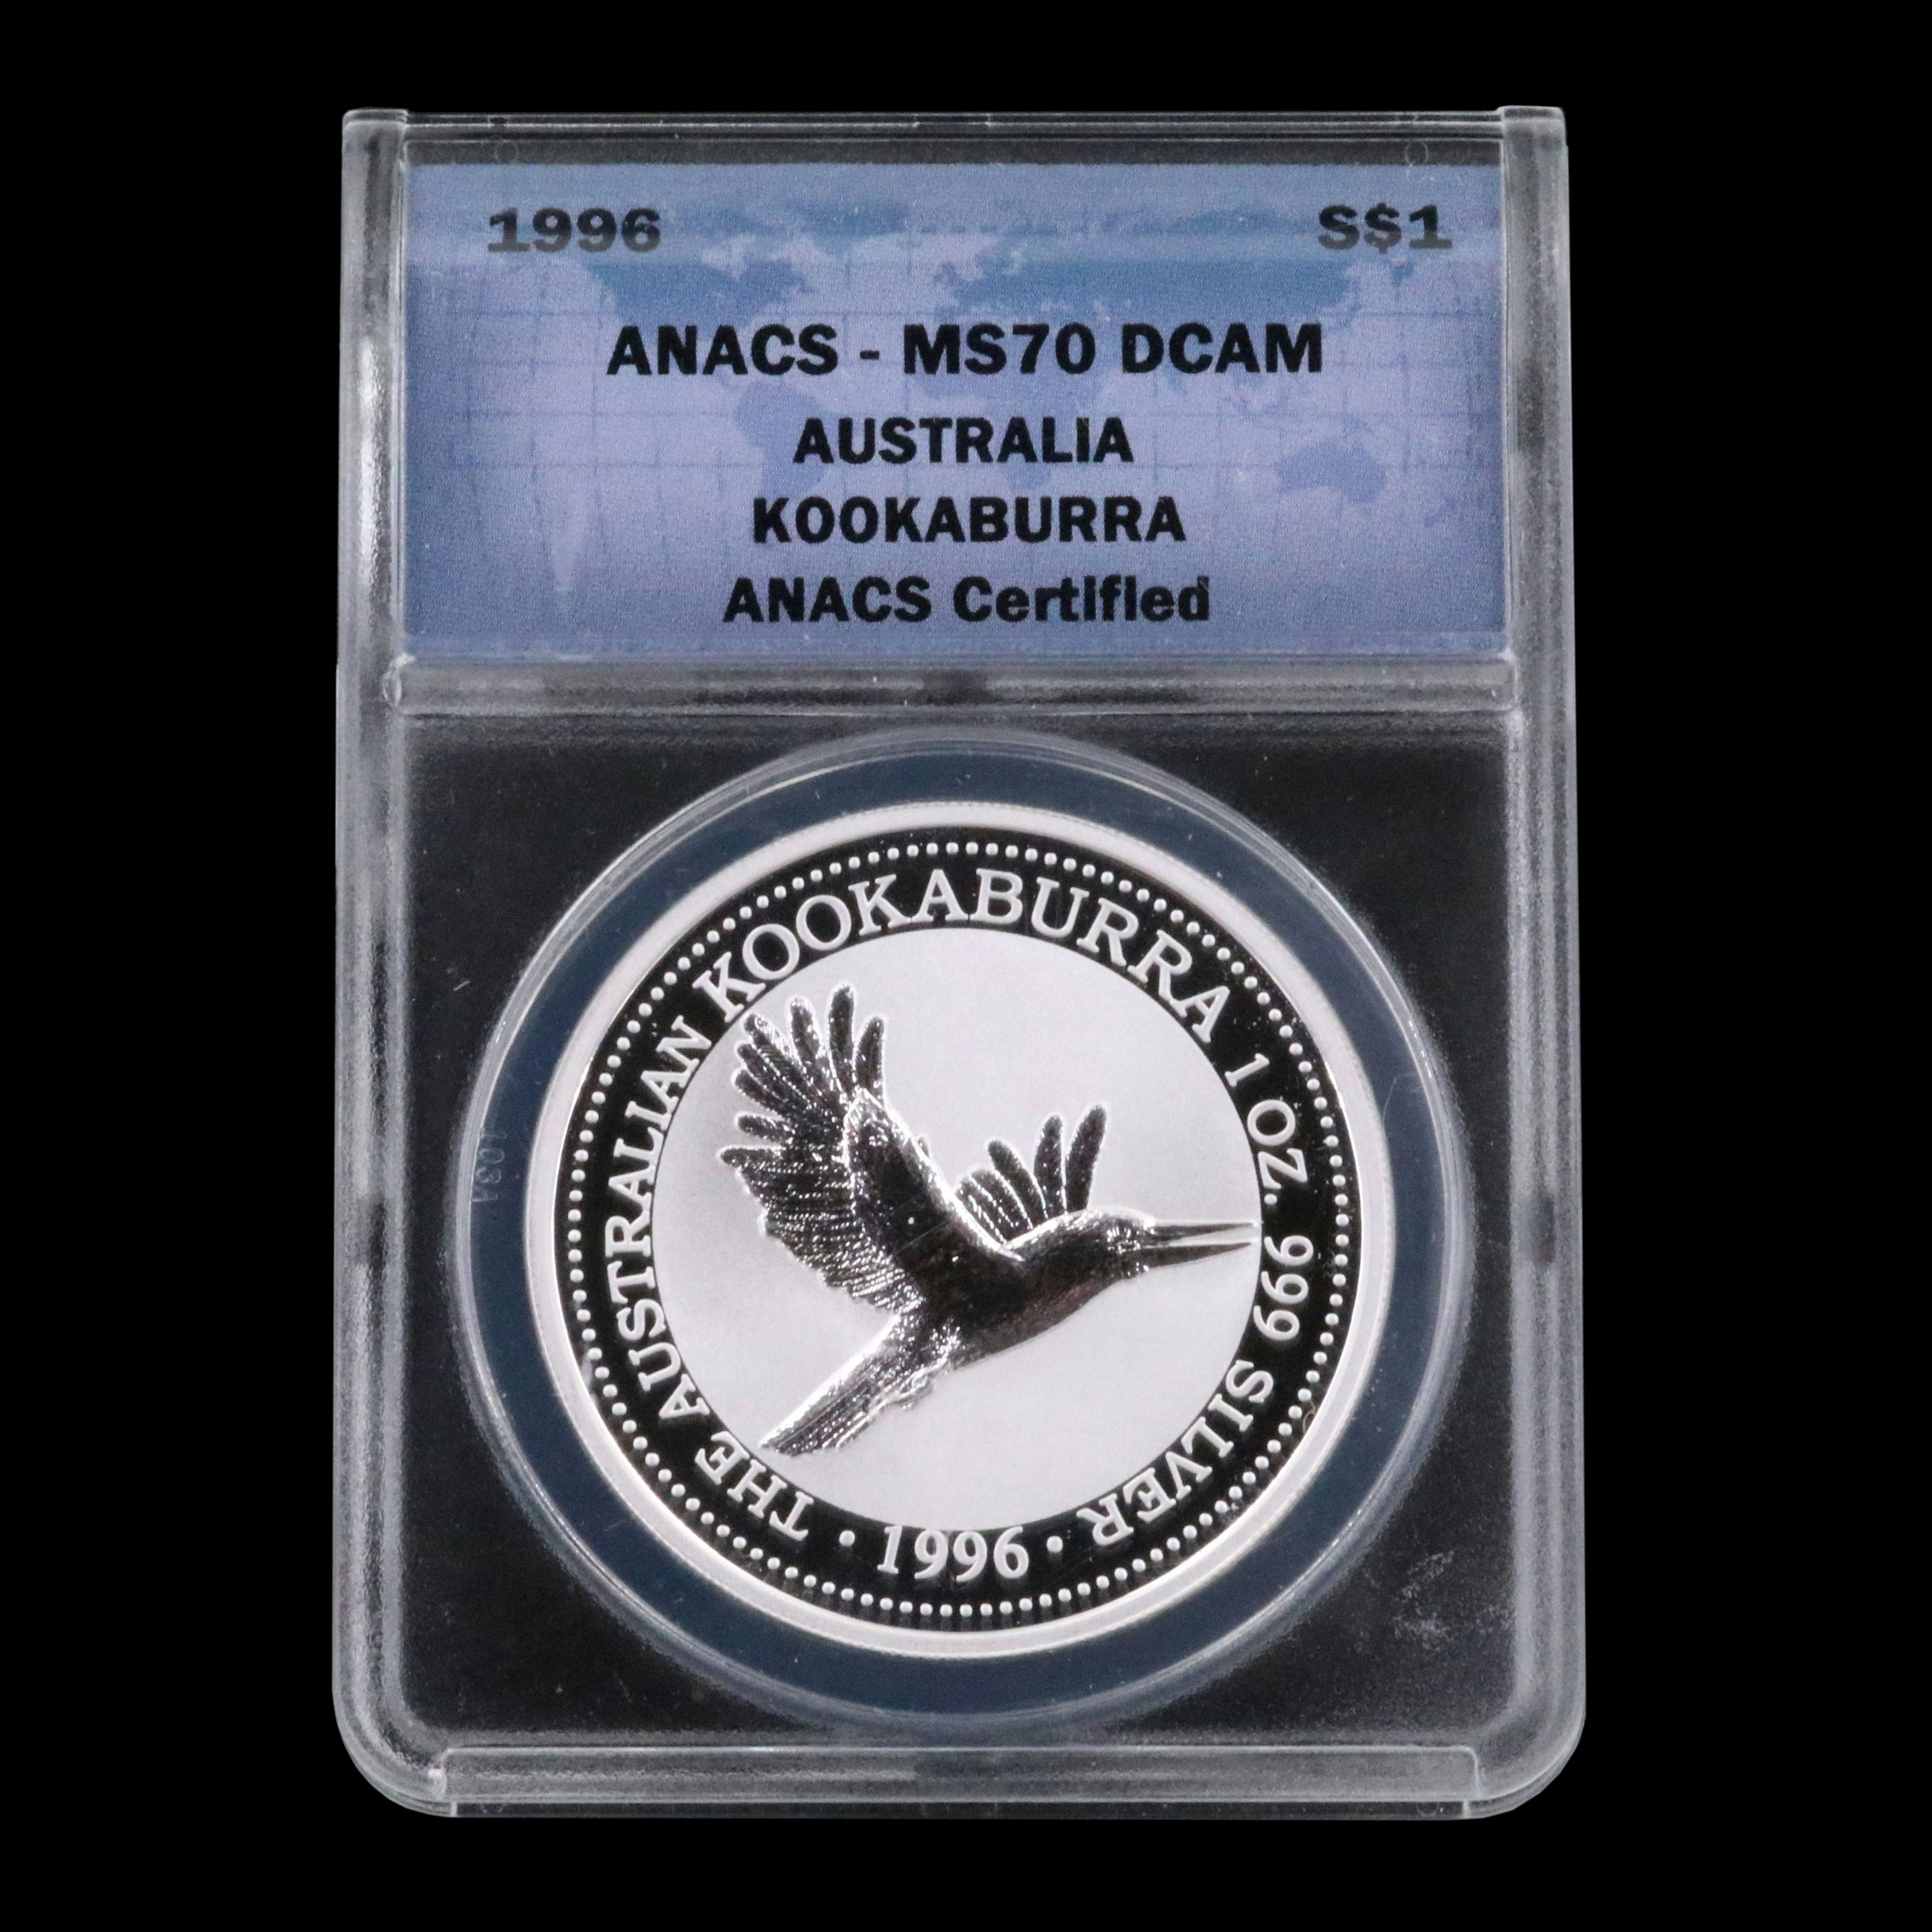 1996 S$1
ANACS - MS70 DCAM
AUSTRALIA
KOOKABURRA
ANACS Certified
THE AUSTRALIAN KOOKABURRA 1 OZ. 999 SILVER
· 1996 ·